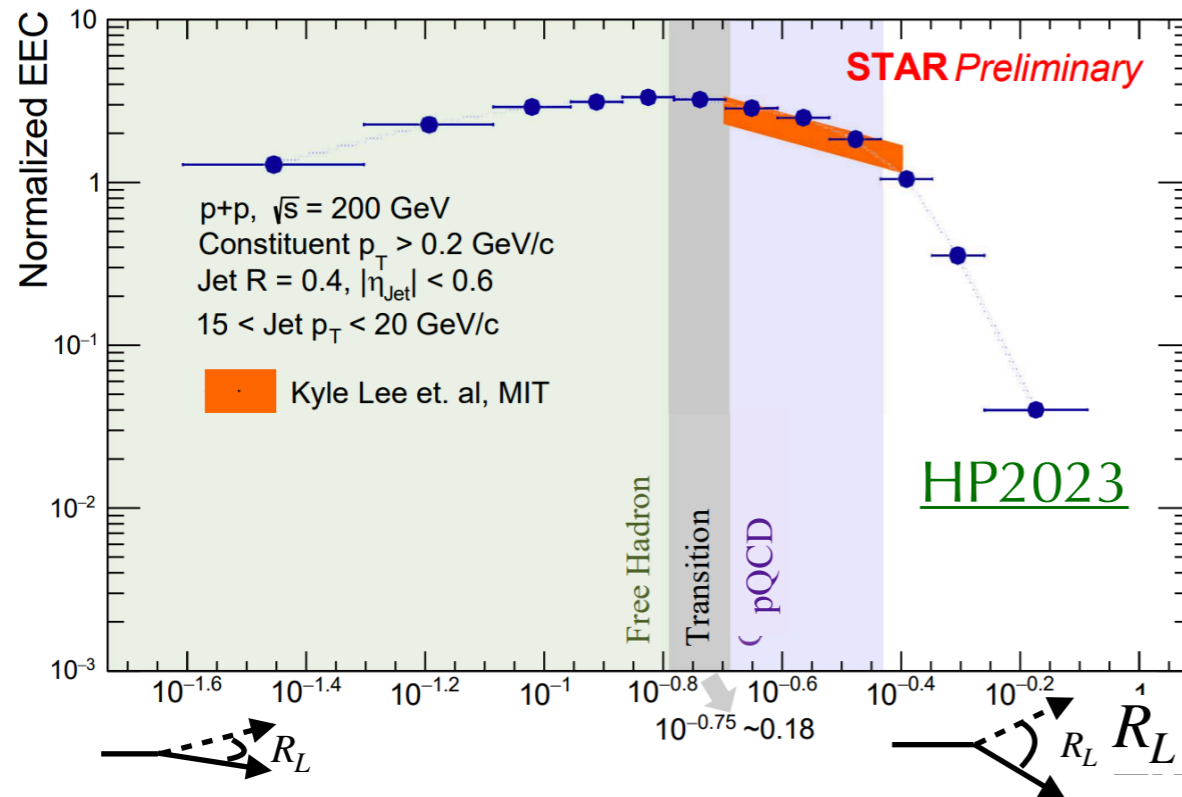 Normalized EEC
10
1
10⁻¹
10⁻²
10⁻³
STAR Preliminary
p+p, √s = 200 GeV
Constituent p_T > 0.2 GeV/c
Jet R = 0.4, |η_Jet| < 0.6
15 < Jet p_T < 20 GeV/c
Kyle Lee et. al, MIT
HP2023
Free Hadron
Transition
( pQCD
10⁻¹·⁶ 10⁻¹·⁴ 10⁻¹·² 10⁻¹ 10⁻⁰·⁸ 10⁻⁰·⁶ 10⁻⁰·⁴ 10⁻⁰·² 1
10⁻⁰·⁷⁵ ~0.18
R_L
R_L
R_L